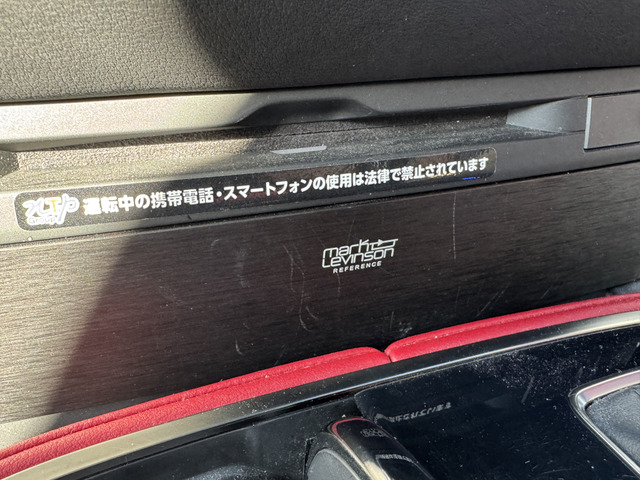 運転中の携帯電話・スマートフォンの使用は法律で禁止されています
mark
Levinson
REFERENCE